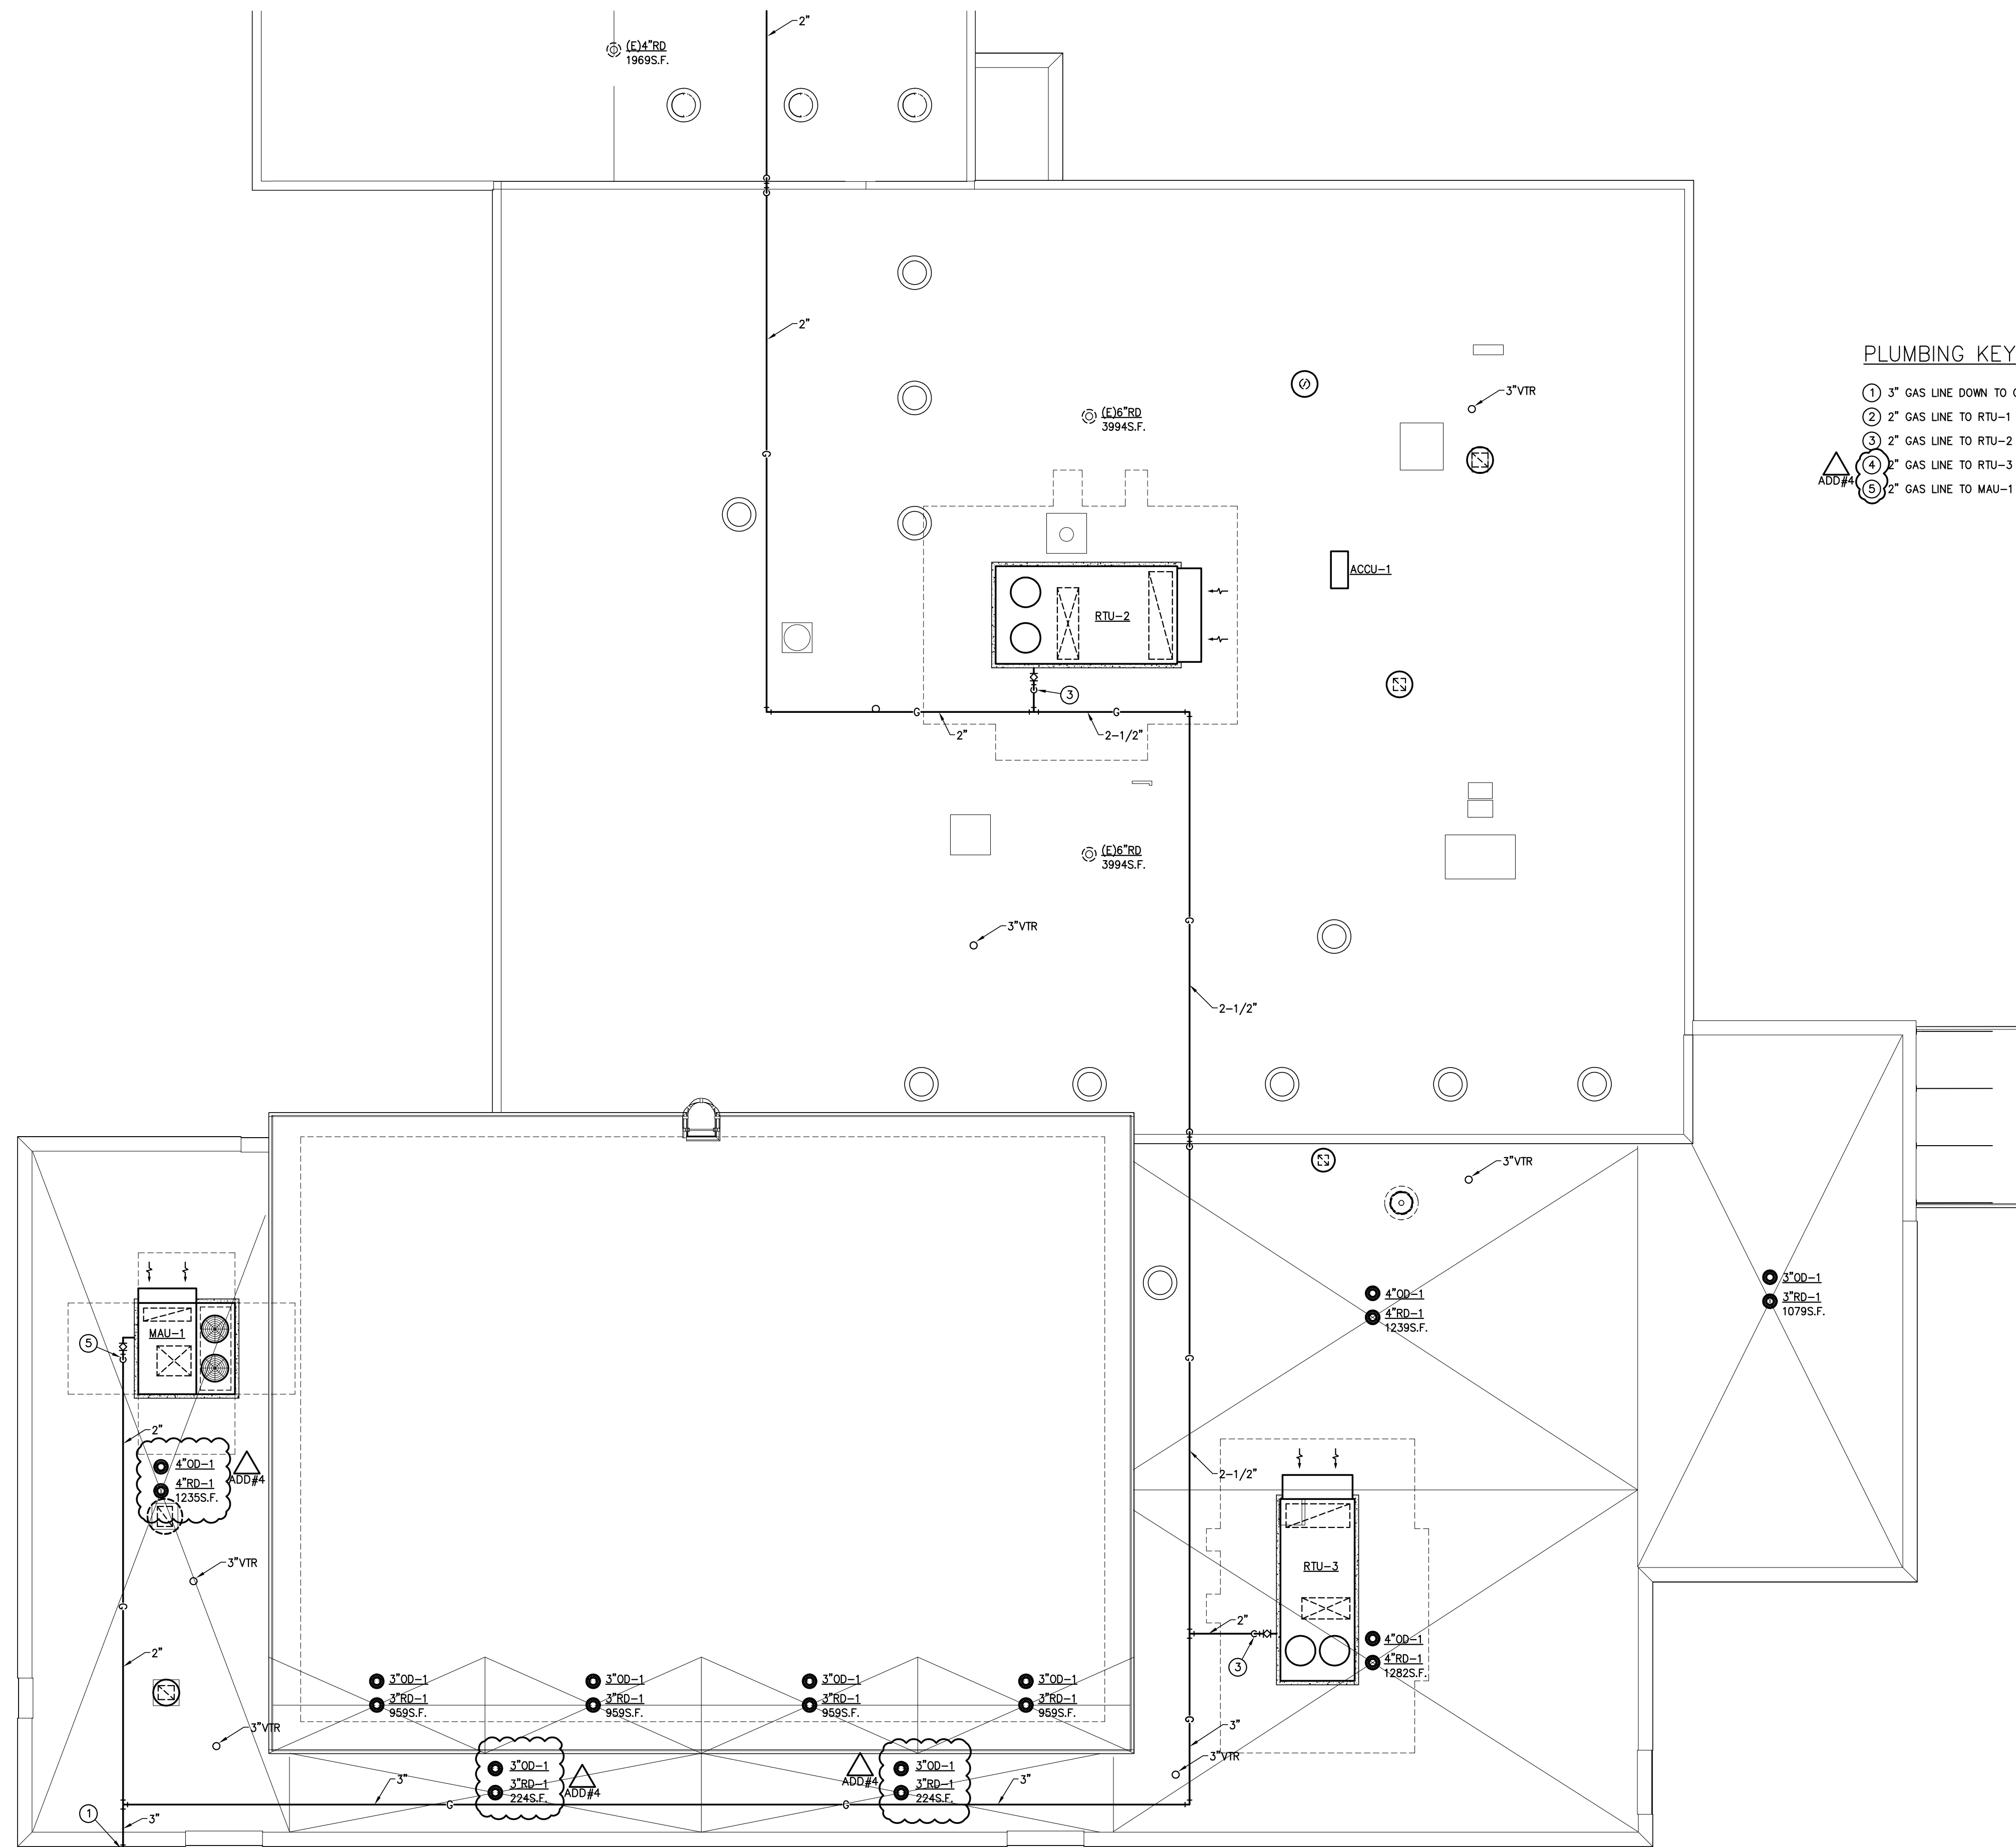 2"
(E)4"RD
1969S.F.
2"
PLUMBING KEY
1 3" GAS LINE DOWN TO
2 2" GAS LINE TO RTU-1
3 2" GAS LINE TO RTU-2
4 2" GAS LINE TO RTU-3
5 2" GAS LINE TO MAU-1
ADD#4
3"VTR
(E)6"RD
3994S.F.
G
ACCU-1
RTU-2
3
G
G
2"
2-1/2"
(E)6"RD
3994S.F.
G
3"VTR
2-1/2"
3"VTR
3"OD-1
3"RD-1
1079S.F.
4"OD-1
4"RD-1
1239S.F.
MAU-1
5
G
2"
4"OD-1
4"RD-1
1235S.F.
ADD#4
2-1/2"
3"VTR
RTU-3
G
2"
G
3
4"OD-1
4"RD-1
1282S.F.
2"
3"OD-1
3"RD-1
959S.F.
3"OD-1
3"RD-1
959S.F.
3"OD-1
3"RD-1
959S.F.
3"OD-1
3"RD-1
959S.F.
G
3"
3"VTR
3"VTR
3"OD-1
3"RD-1
224S.F.
ADD#4
ADD#4
3"OD-1
3"RD-1
224S.F.
3"
3"
G
G
1
3"